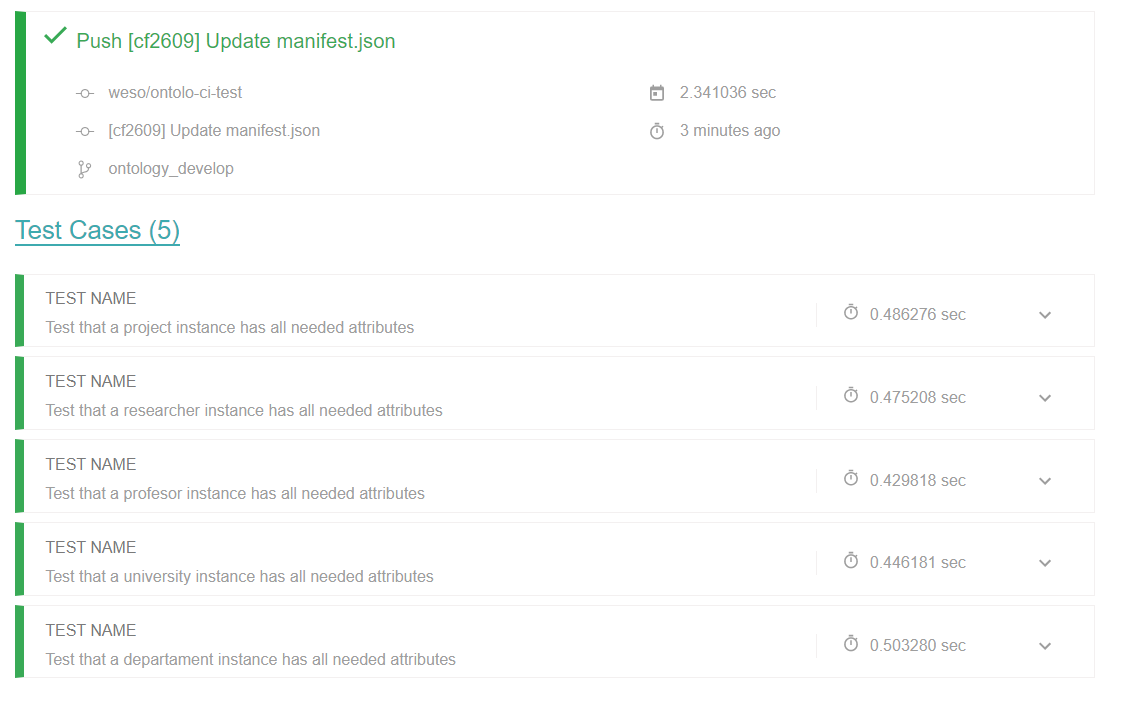 Push [cf2609] Update manifest.json
weso/ontolo-ci-test
2.341036 sec
[cf2609] Update manifest.json
3 minutes ago
ontology_develop
Test Cases (5)
TEST NAME
Test that a project instance has all needed attributes
0.486276 sec
TEST NAME
Test that a researcher instance has all needed attributes
0.475208 sec
TEST NAME
Test that a profesor instance has all needed attributes
0.429818 sec
TEST NAME
Test that a university instance has all needed attributes
0.446181 sec
TEST NAME
Test that a departament instance has all needed attributes
0.503280 sec